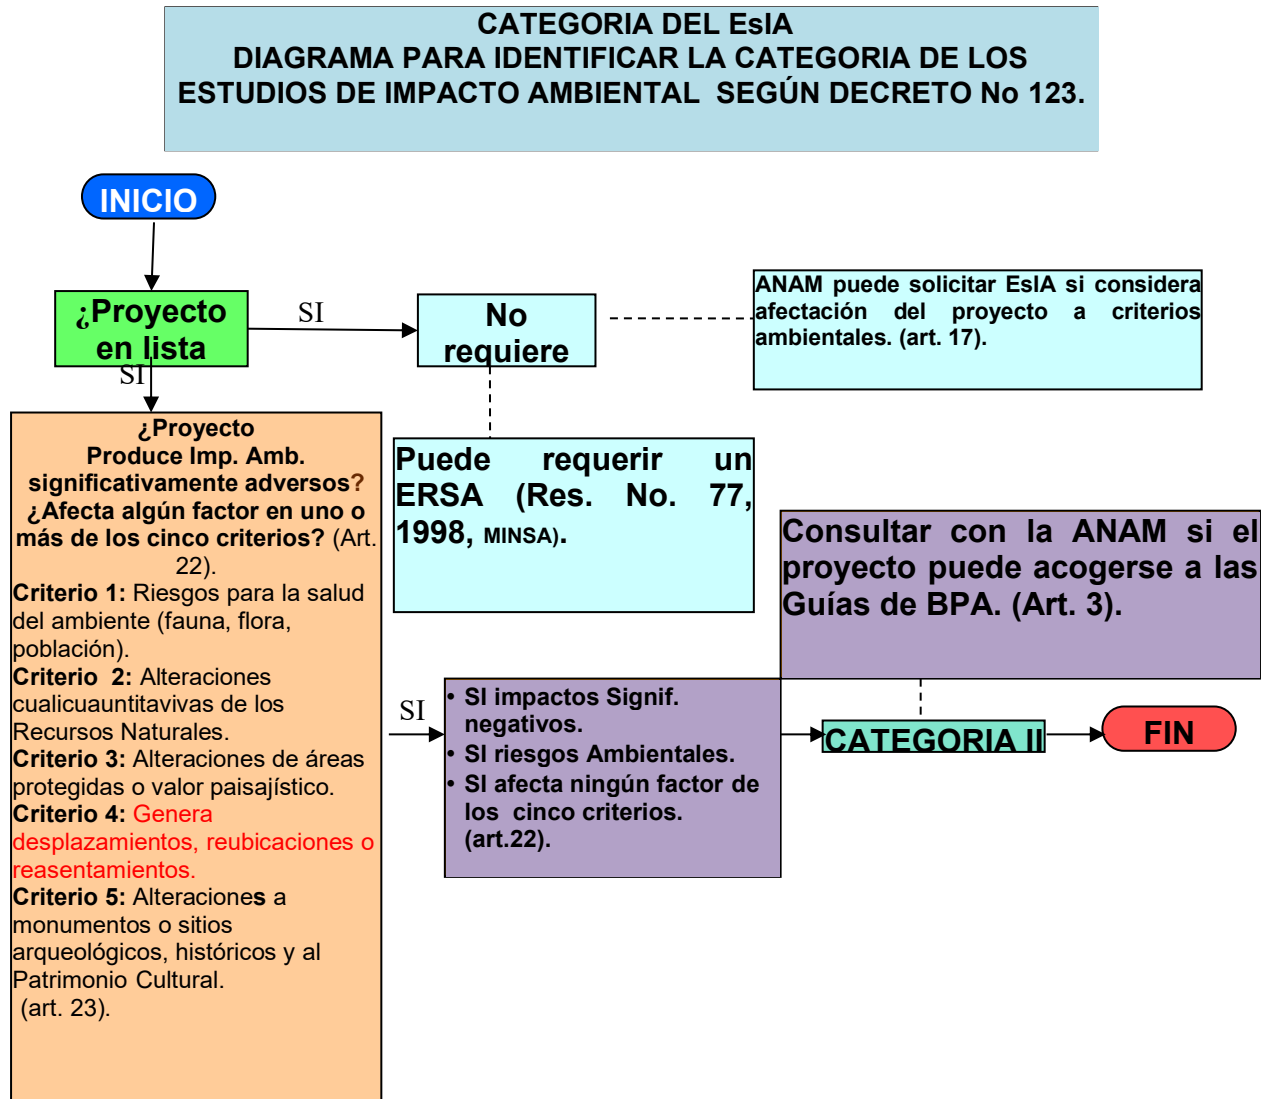 CATEGORIA DEL EsIA
DIAGRAMA PARA IDENTIFICAR LA CATEGORIA DE LOS
ESTUDIOS DE IMPACTO AMBIENTAL SEGÚN DECRETO No 123.
INICIO
¿Proyecto
en lista
SI
No
requiere
ANAM puede solicitar EsIA si considera
afectación del proyecto a criterios
ambientales. (art. 17).
SI
¿Proyecto
Produce Imp. Amb.
significativamente adversos?
¿Afecta algún factor en uno o
más de los cinco criterios? (Art.
22).
Criterio 1: Riesgos para la salud
del ambiente (fauna, flora,
población).
Criterio 2: Alteraciones
cualicuauntitavivas de los
Recursos Naturales.
Criterio 3: Alteraciones de áreas
protegidas o valor paisajístico.
Criterio 4: Genera
desplazamientos, reubicaciones o
reasentamientos.
Criterio 5: Alteraciones a
monumentos o sitios
arqueológicos, históricos y al
Patrimonio Cultural.
(art. 23).
Puede requerir un
ERSA (Res. No. 77,
1998, MINSA).
Consultar con la ANAM si el
proyecto puede acogerse a las
Guías de BPA. (Art. 3).
SI
• SI impactos Signif.
negativos.
• SI riesgos Ambientales.
• SI afecta ningún factor de
los cinco criterios.
(art.22).
CATEGORIA II
FIN